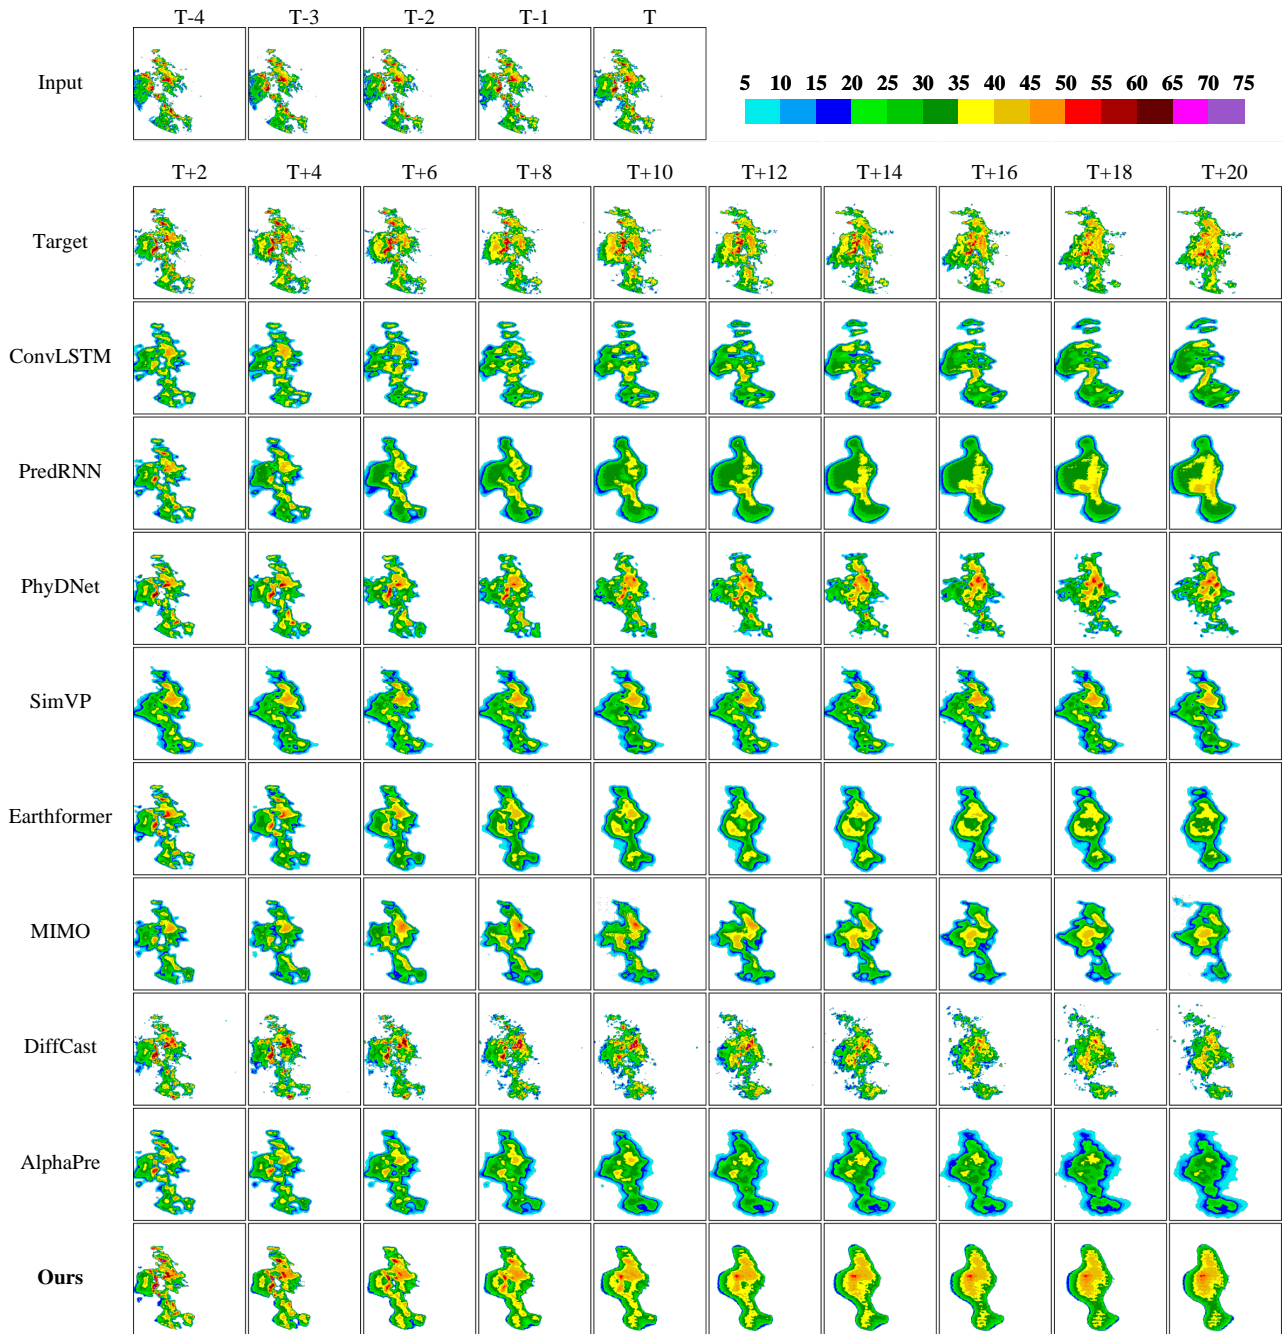 T-4 T-3 T-2 T-1 T
Input
5 10 15 20 25 30 35 40 45 50 55 60 65 70 75
T+2 T+4 T+6 T+8 T+10 T+12 T+14 T+16 T+18 T+20
Target
ConvLSTM
PredRNN
PhyDNet
SimVP
Earthformer
MIMO
DiffCast
AlphaPre
Ours